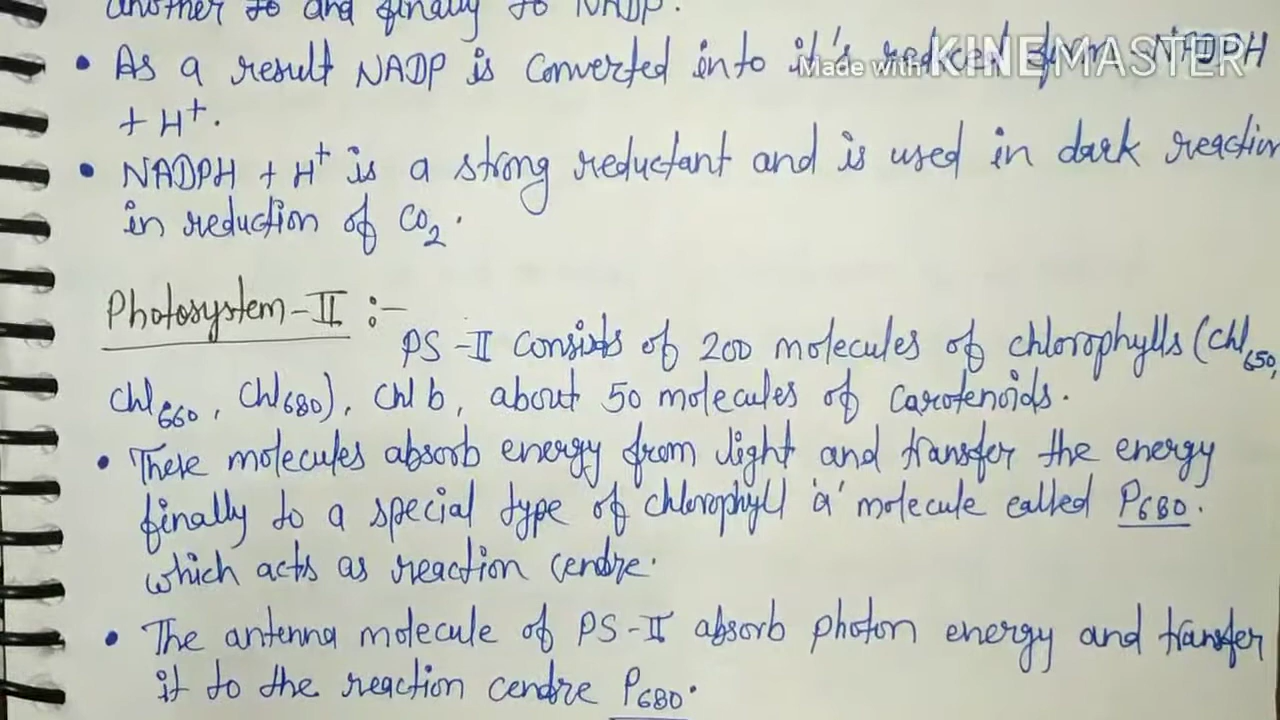 another to and finally to NADP.
• As a result NADP is converted into it's reduced form NADPH
Made with KINEMASTER
+ H⁺.
• NADPH + H⁺ is a strong reductant and is used in dark reaction
in reduction of CO₂.
Photosystem-II :-
PS-II consists of 200 molecules of chlorophylls (Chl₆₅₀,
Chl₆₆₀, Chl₆₈₀), Chl b, about 50 molecules of carotenoids.
• These molecules absorb energy from light and transfer the energy
finally to a special type of chlorophyll 'a' molecule called P₆₈₀.
which acts as reaction centre.
• The antenna molecule of PS-II absorb photon energy and transfer
it to the reaction centre P₆₈₀.